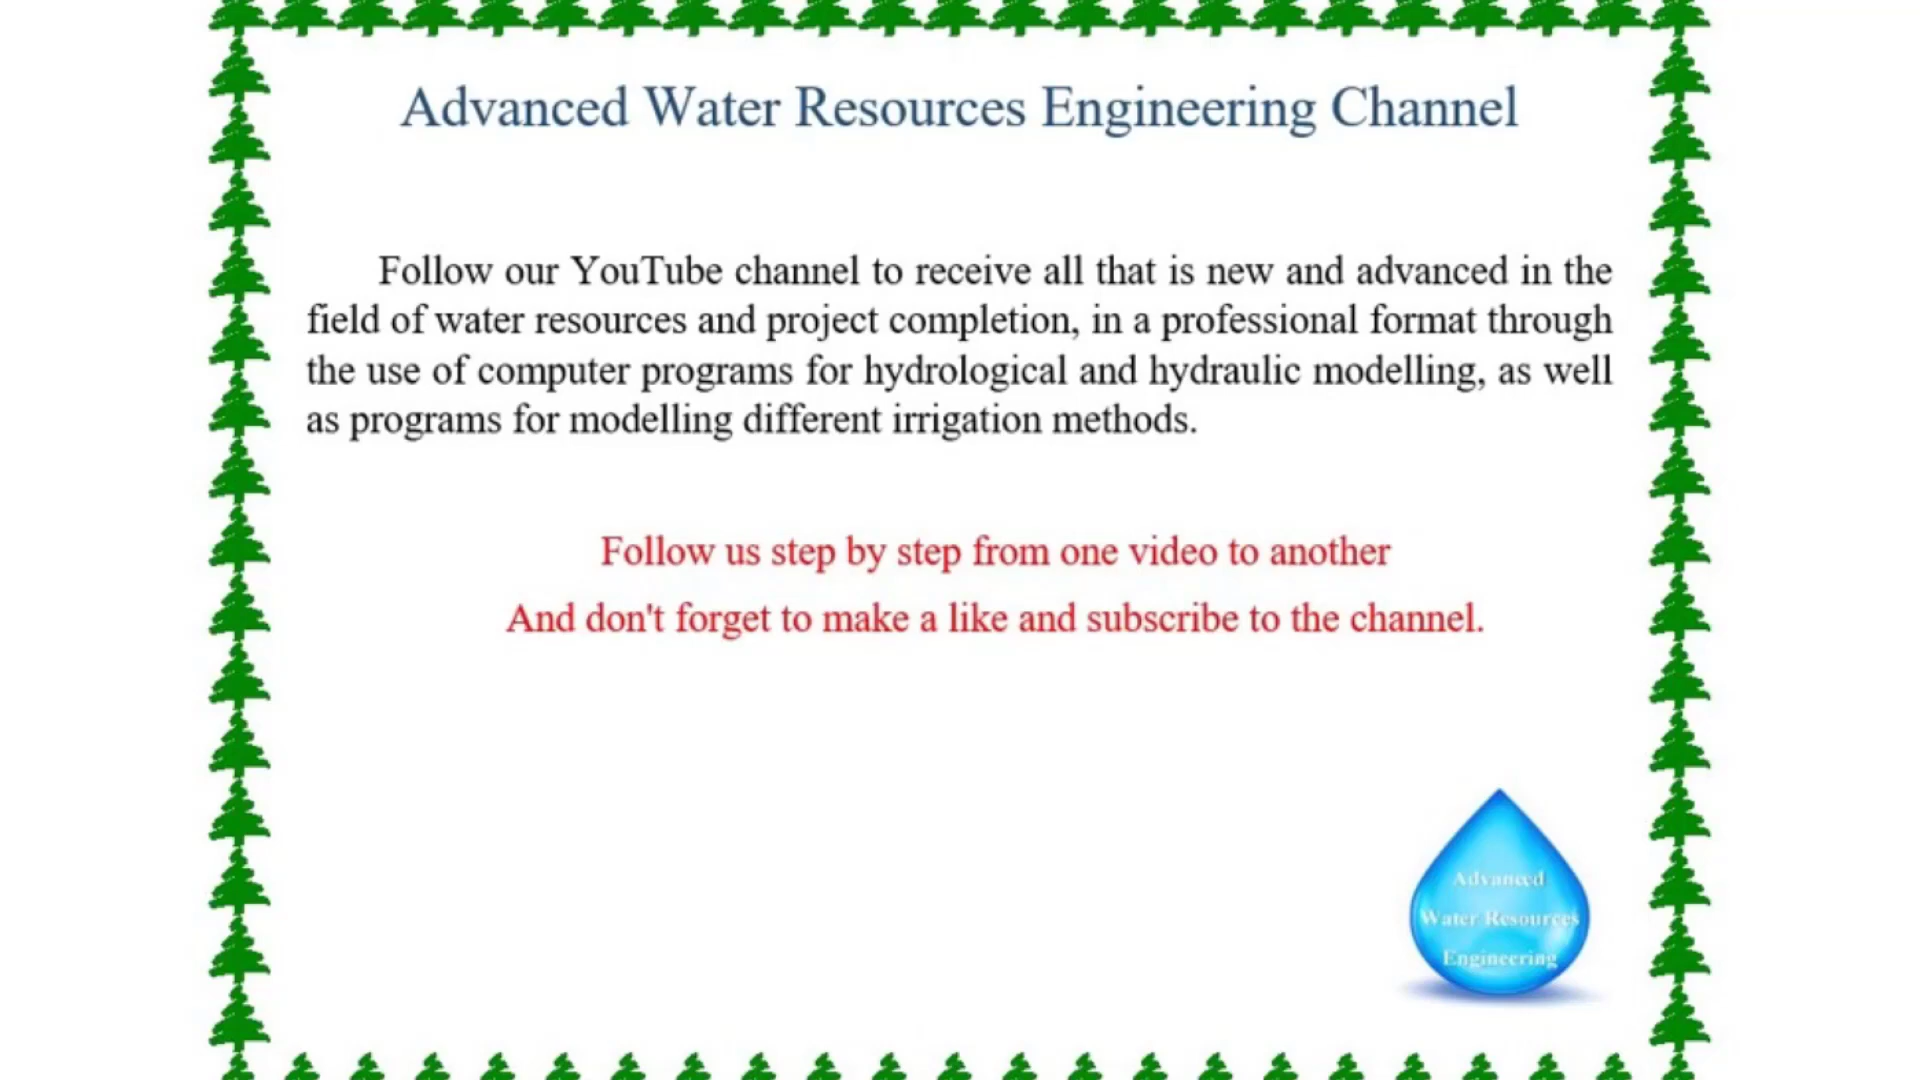 Advanced Water Resources Engineering Channel
Follow our YouTube channel to receive all that is new and advanced in the
field of water resources and project completion, in a professional format through
the use of computer programs for hydrological and hydraulic modelling, as well
as programs for modelling different irrigation methods.
Follow us step by step from one video to another
And don't forget to make a like and subscribe to the channel.
Advanced
Water Resources
Engineering